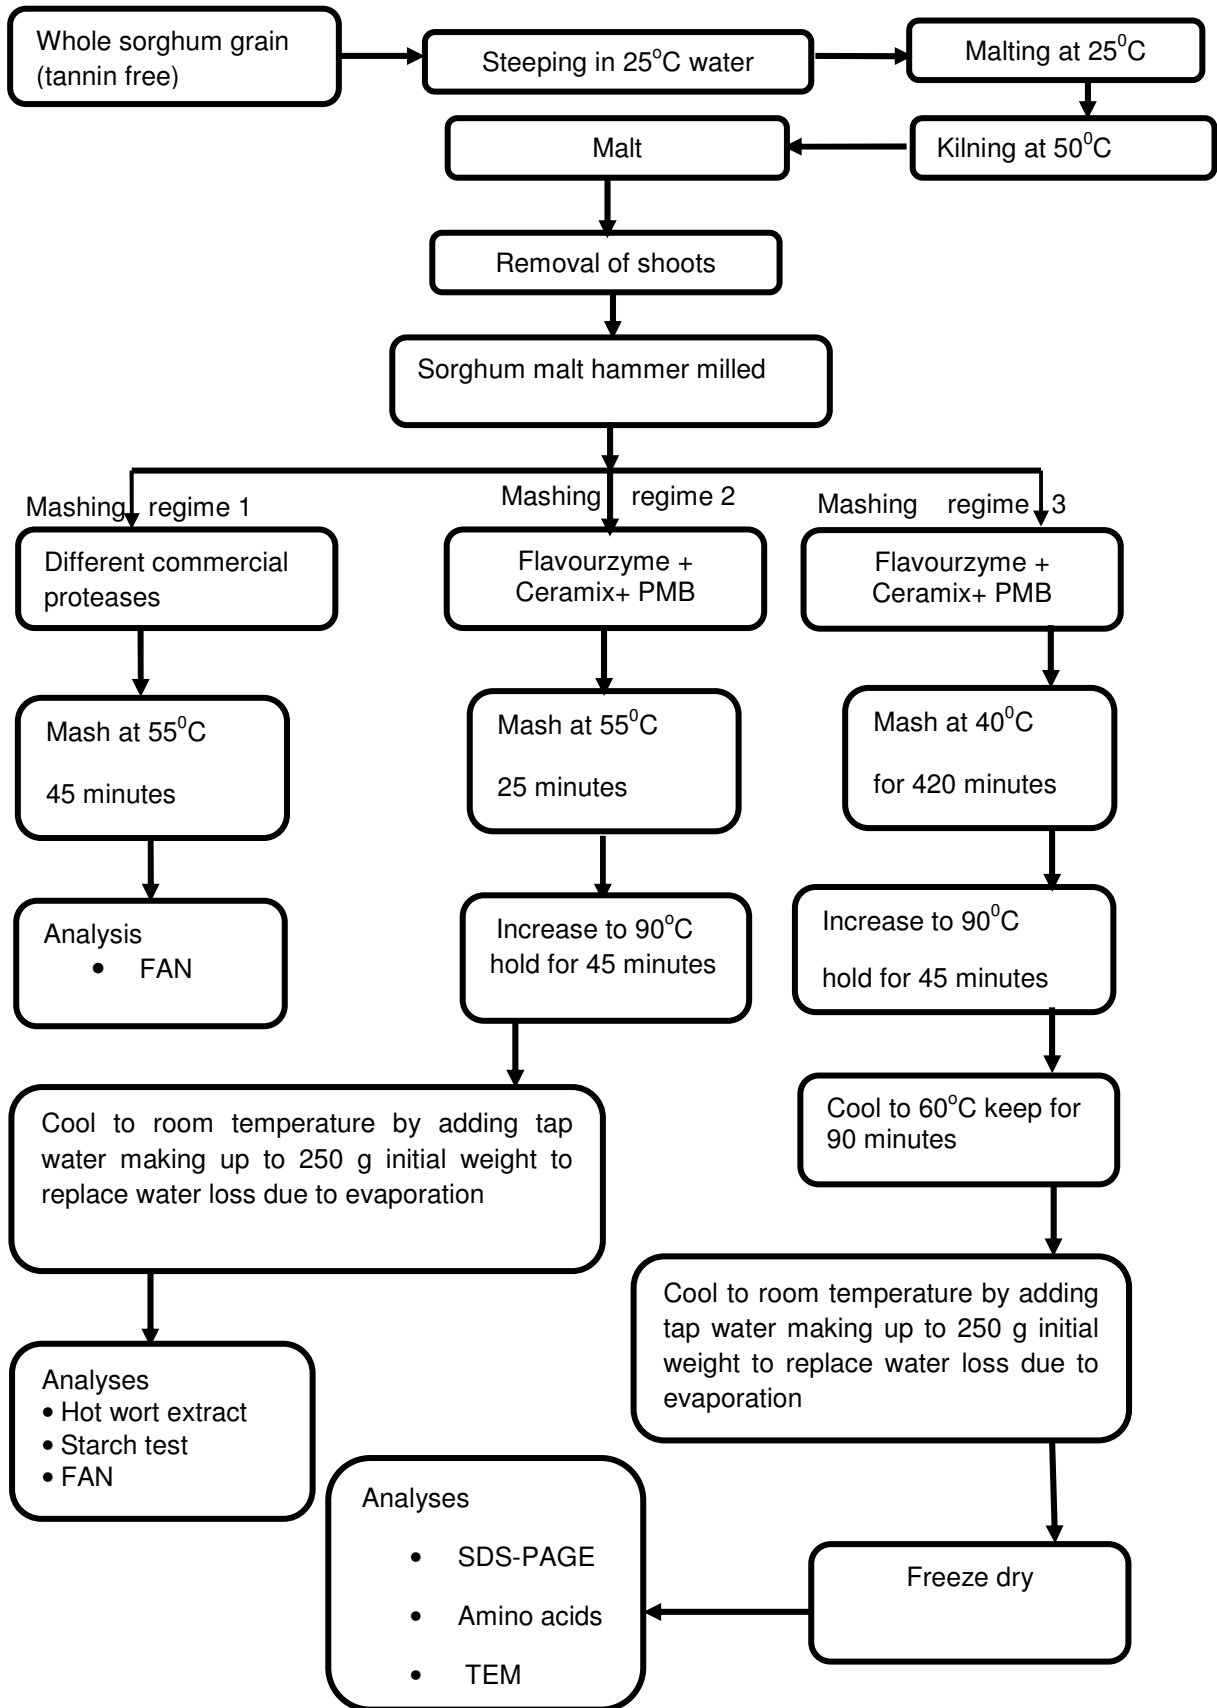 Whole sorghum grain
(tannin free)
Steeping in 25°C water
Malting at 25⁰C
Kilning at 50⁰C
Malt
Removal of shoots
Sorghum malt hammer milled
Mashing regime 1
Mashing regime 2
Mashing regime 3
Different commercial
proteases
Flavourzyme +
Ceramix+ PMB
Flavourzyme +
Ceramix+ PMB
Mash at 55⁰C
45 minutes
Mash at 55⁰C
25 minutes
Mash at 40⁰C
for 420 minutes
Analysis
• FAN
Increase to 90°C
hold for 45 minutes
Increase to 90⁰C
hold for 45 minutes
Cool to room temperature by adding tap
water making up to 250 g initial weight to
replace water loss due to evaporation
Cool to 60°C keep for
90 minutes
Cool to room temperature by adding
tap water making up to 250 g initial
weight to replace water loss due to
evaporation
Analyses
• Hot wort extract
• Starch test
• FAN
Analyses
• SDS-PAGE
• Amino acids
• TEM
Freeze dry